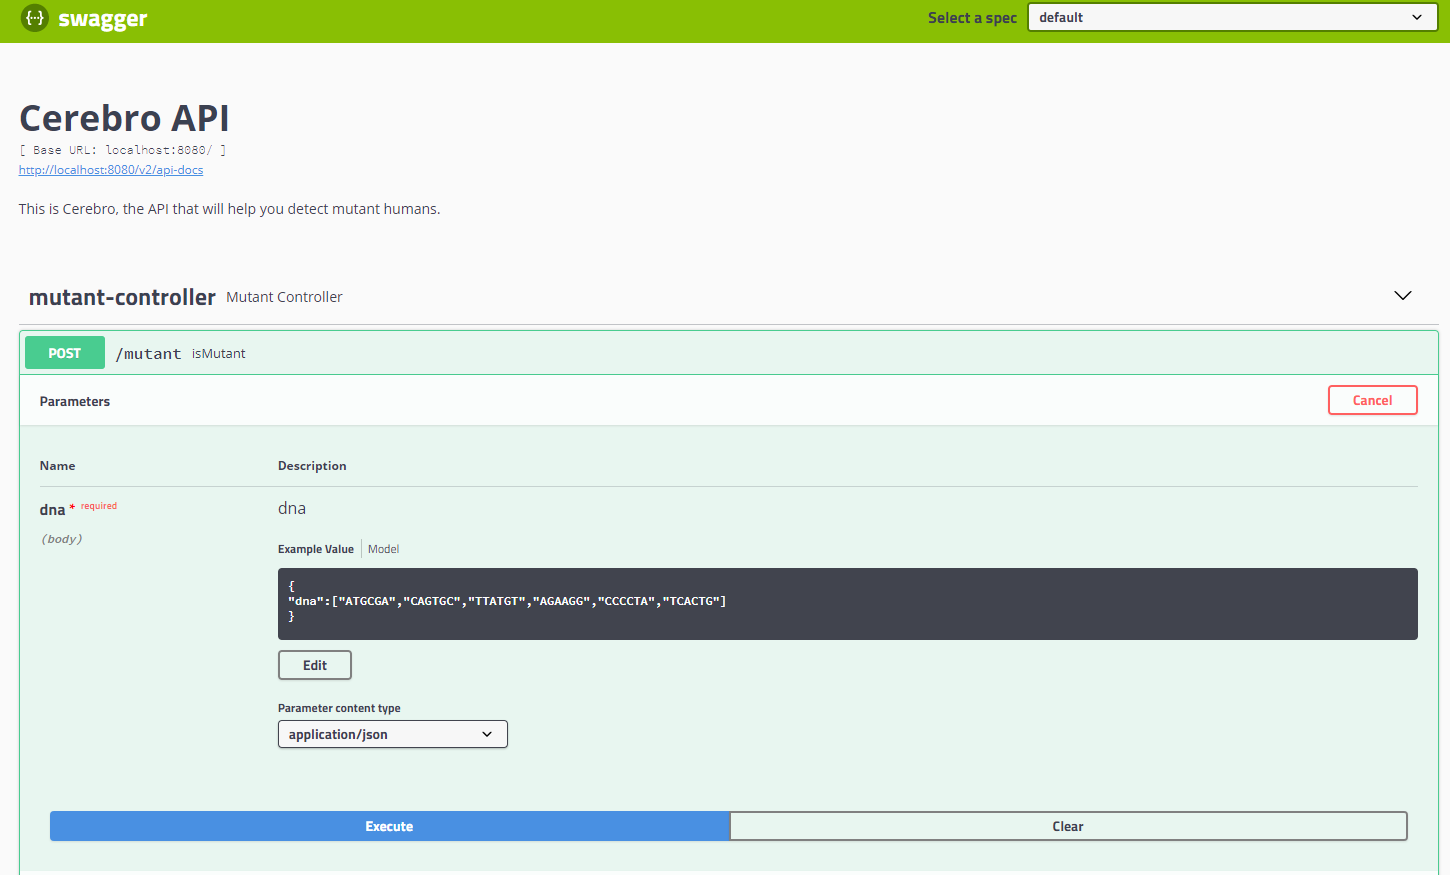 {···} swagger
Select a spec default
Cerebro API
[ Base URL: localhost:8080/ ]
http://localhost:8080/v2/api-docs
This is Cerebro, the API that will help you detect mutant humans.
mutant-controller Mutant Controller
POST /mutant isMutant
Parameters Cancel
Name Description
dna * required dna
(body)
Example Value Model
{
"dna":["ATGCGA","CAGTGC","TTATGT","AGAAGG","CCCCTA","TCACTG"]
}
Edit
Parameter content type
application/json
Execute Clear